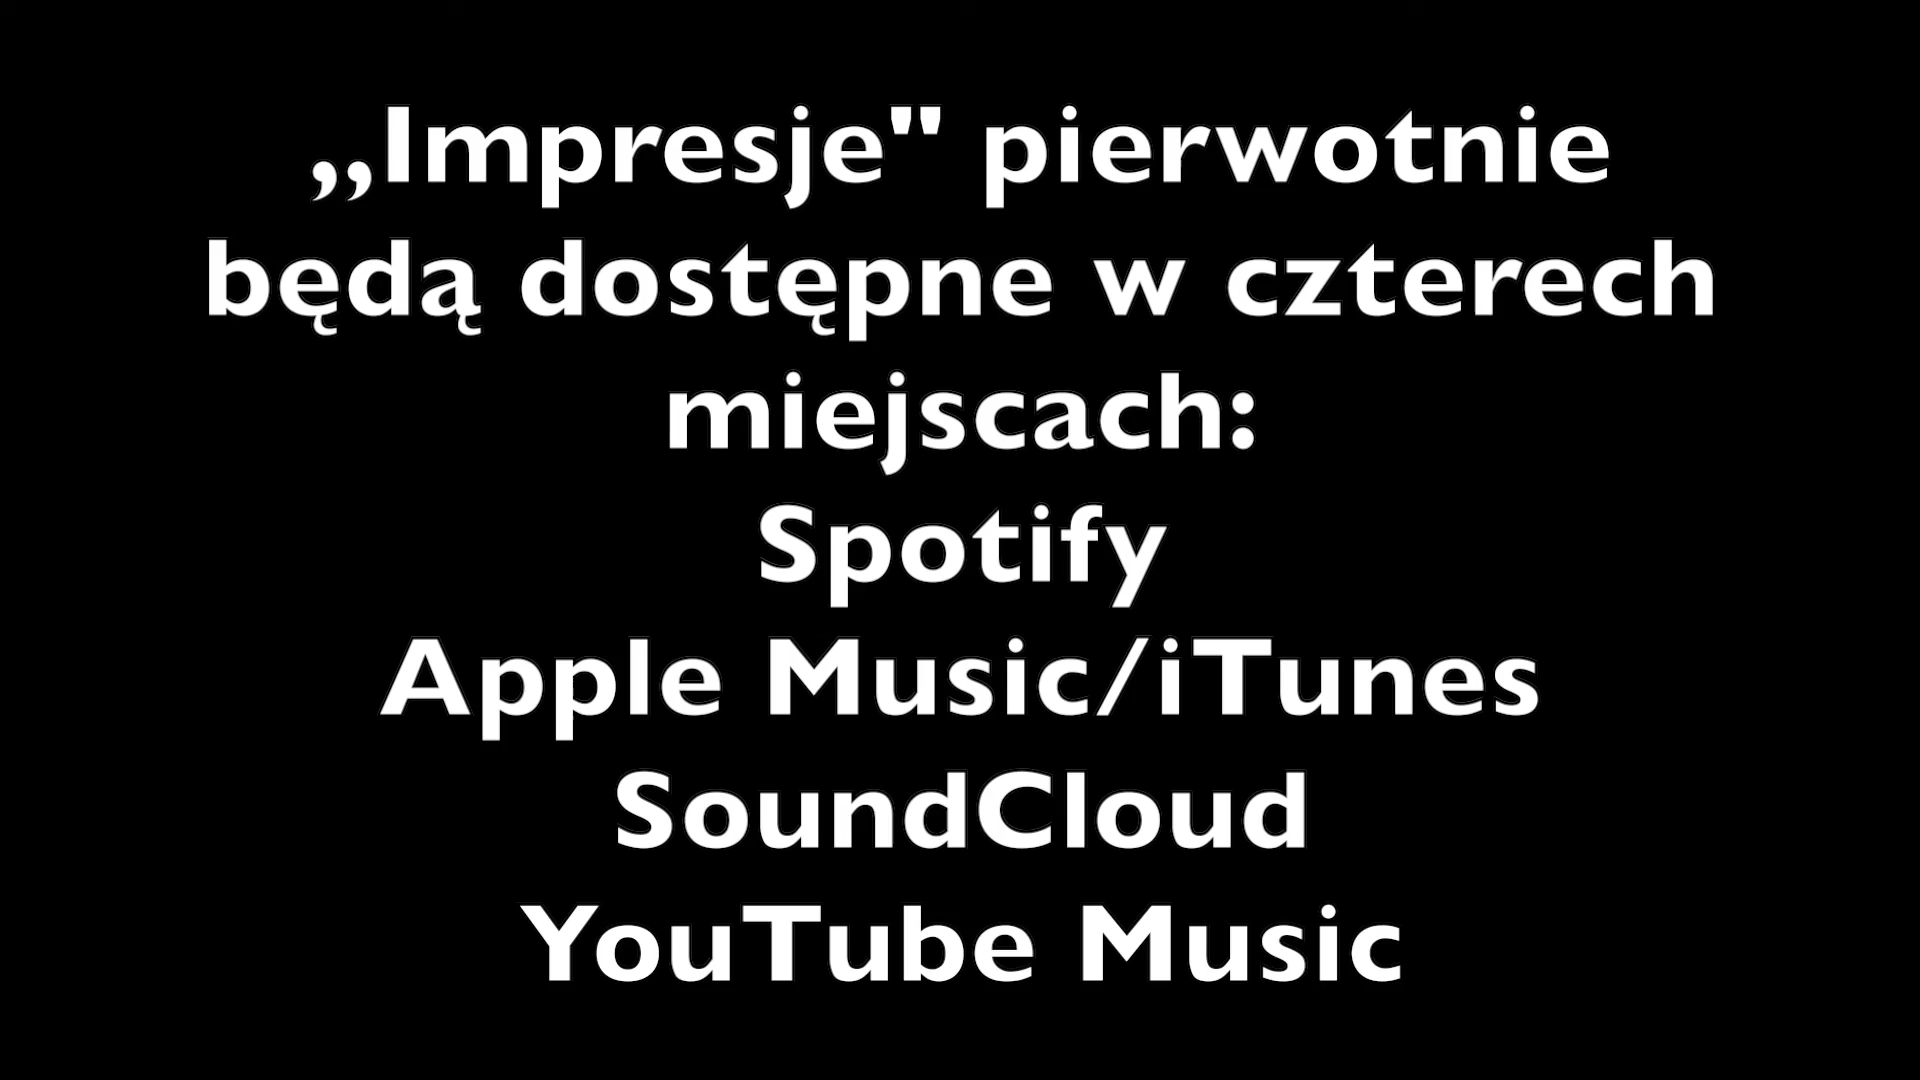 ,,Impresje" pierwotnie
będą dostępne w czterech
miejscach:
Spotify
Apple Music/iTunes
SoundCloud
YouTube Music